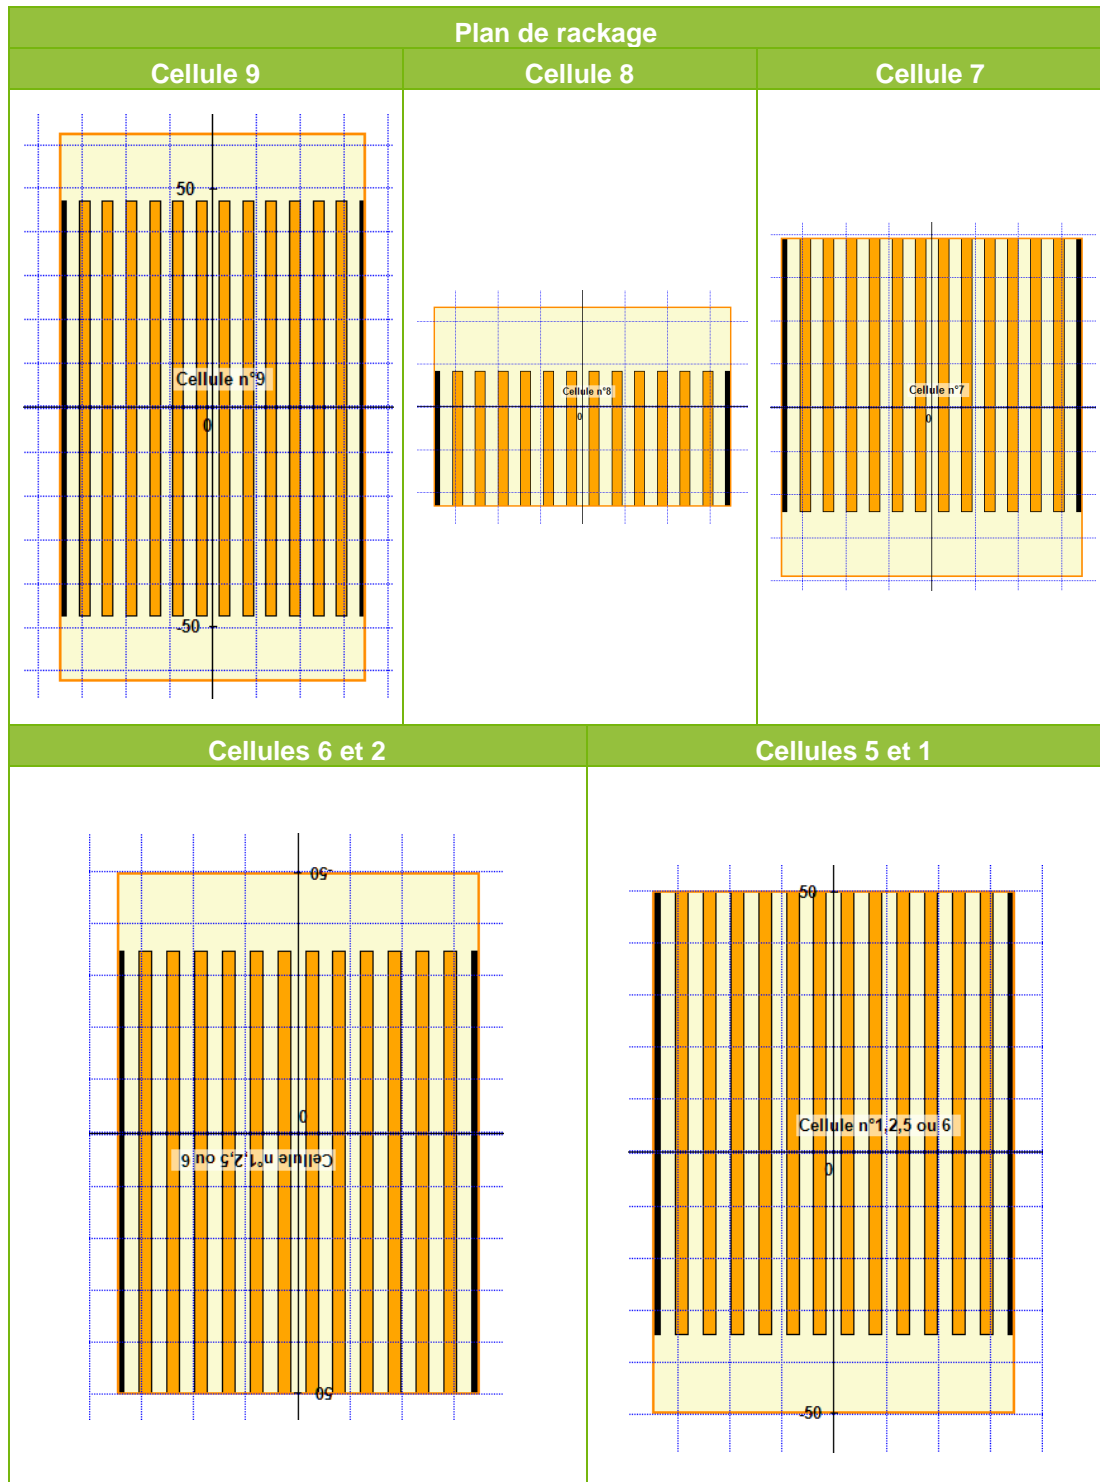 Plan de rackage
Cellule 9
Cellule 8
Cellule 7
50
Cellule n°9
0
-50
Cellule n°8
0
Cellule n°7
0
Cellules 6 et 2
Cellules 5 et 1
-50
0
Cellule n°1,2,5 ou 6
50
50
Cellule n°1,2,5 ou 6
0
-50